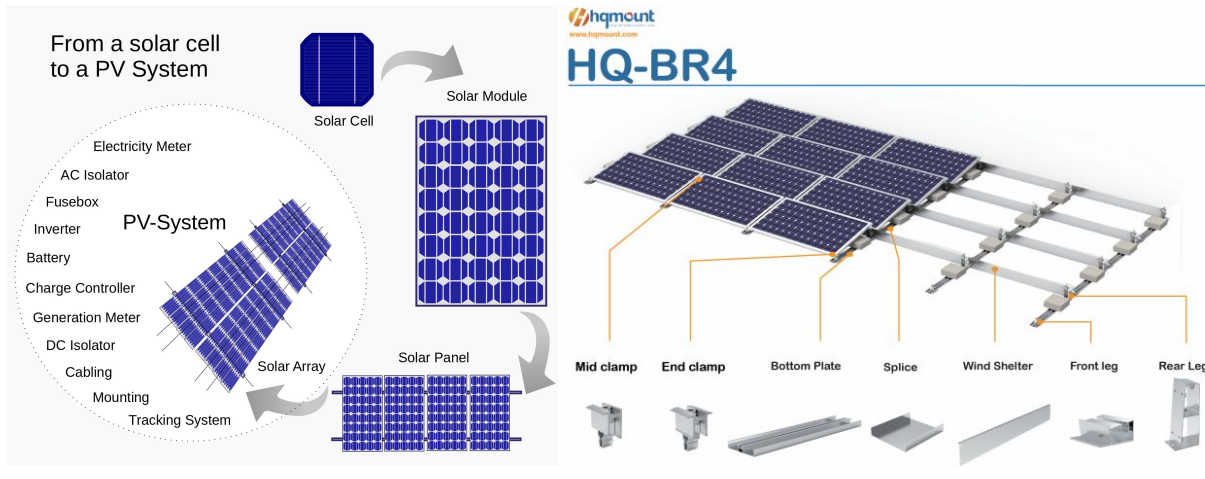 From a solar cell
to a PV System
Solar Cell
Solar Module
Electricity Meter
AC Isolator
Fusebox
Inverter
Battery
Charge Controller
Generation Meter
DC Isolator
Cabling
Mounting
Tracking System
PV-System
Solar Array
Solar Panel
hqmount
www.hqmount.com
HQ-BR4
Mid clamp
End clamp
Bottom Plate
Splice
Wind Shelter
Front leg
Rear Leg